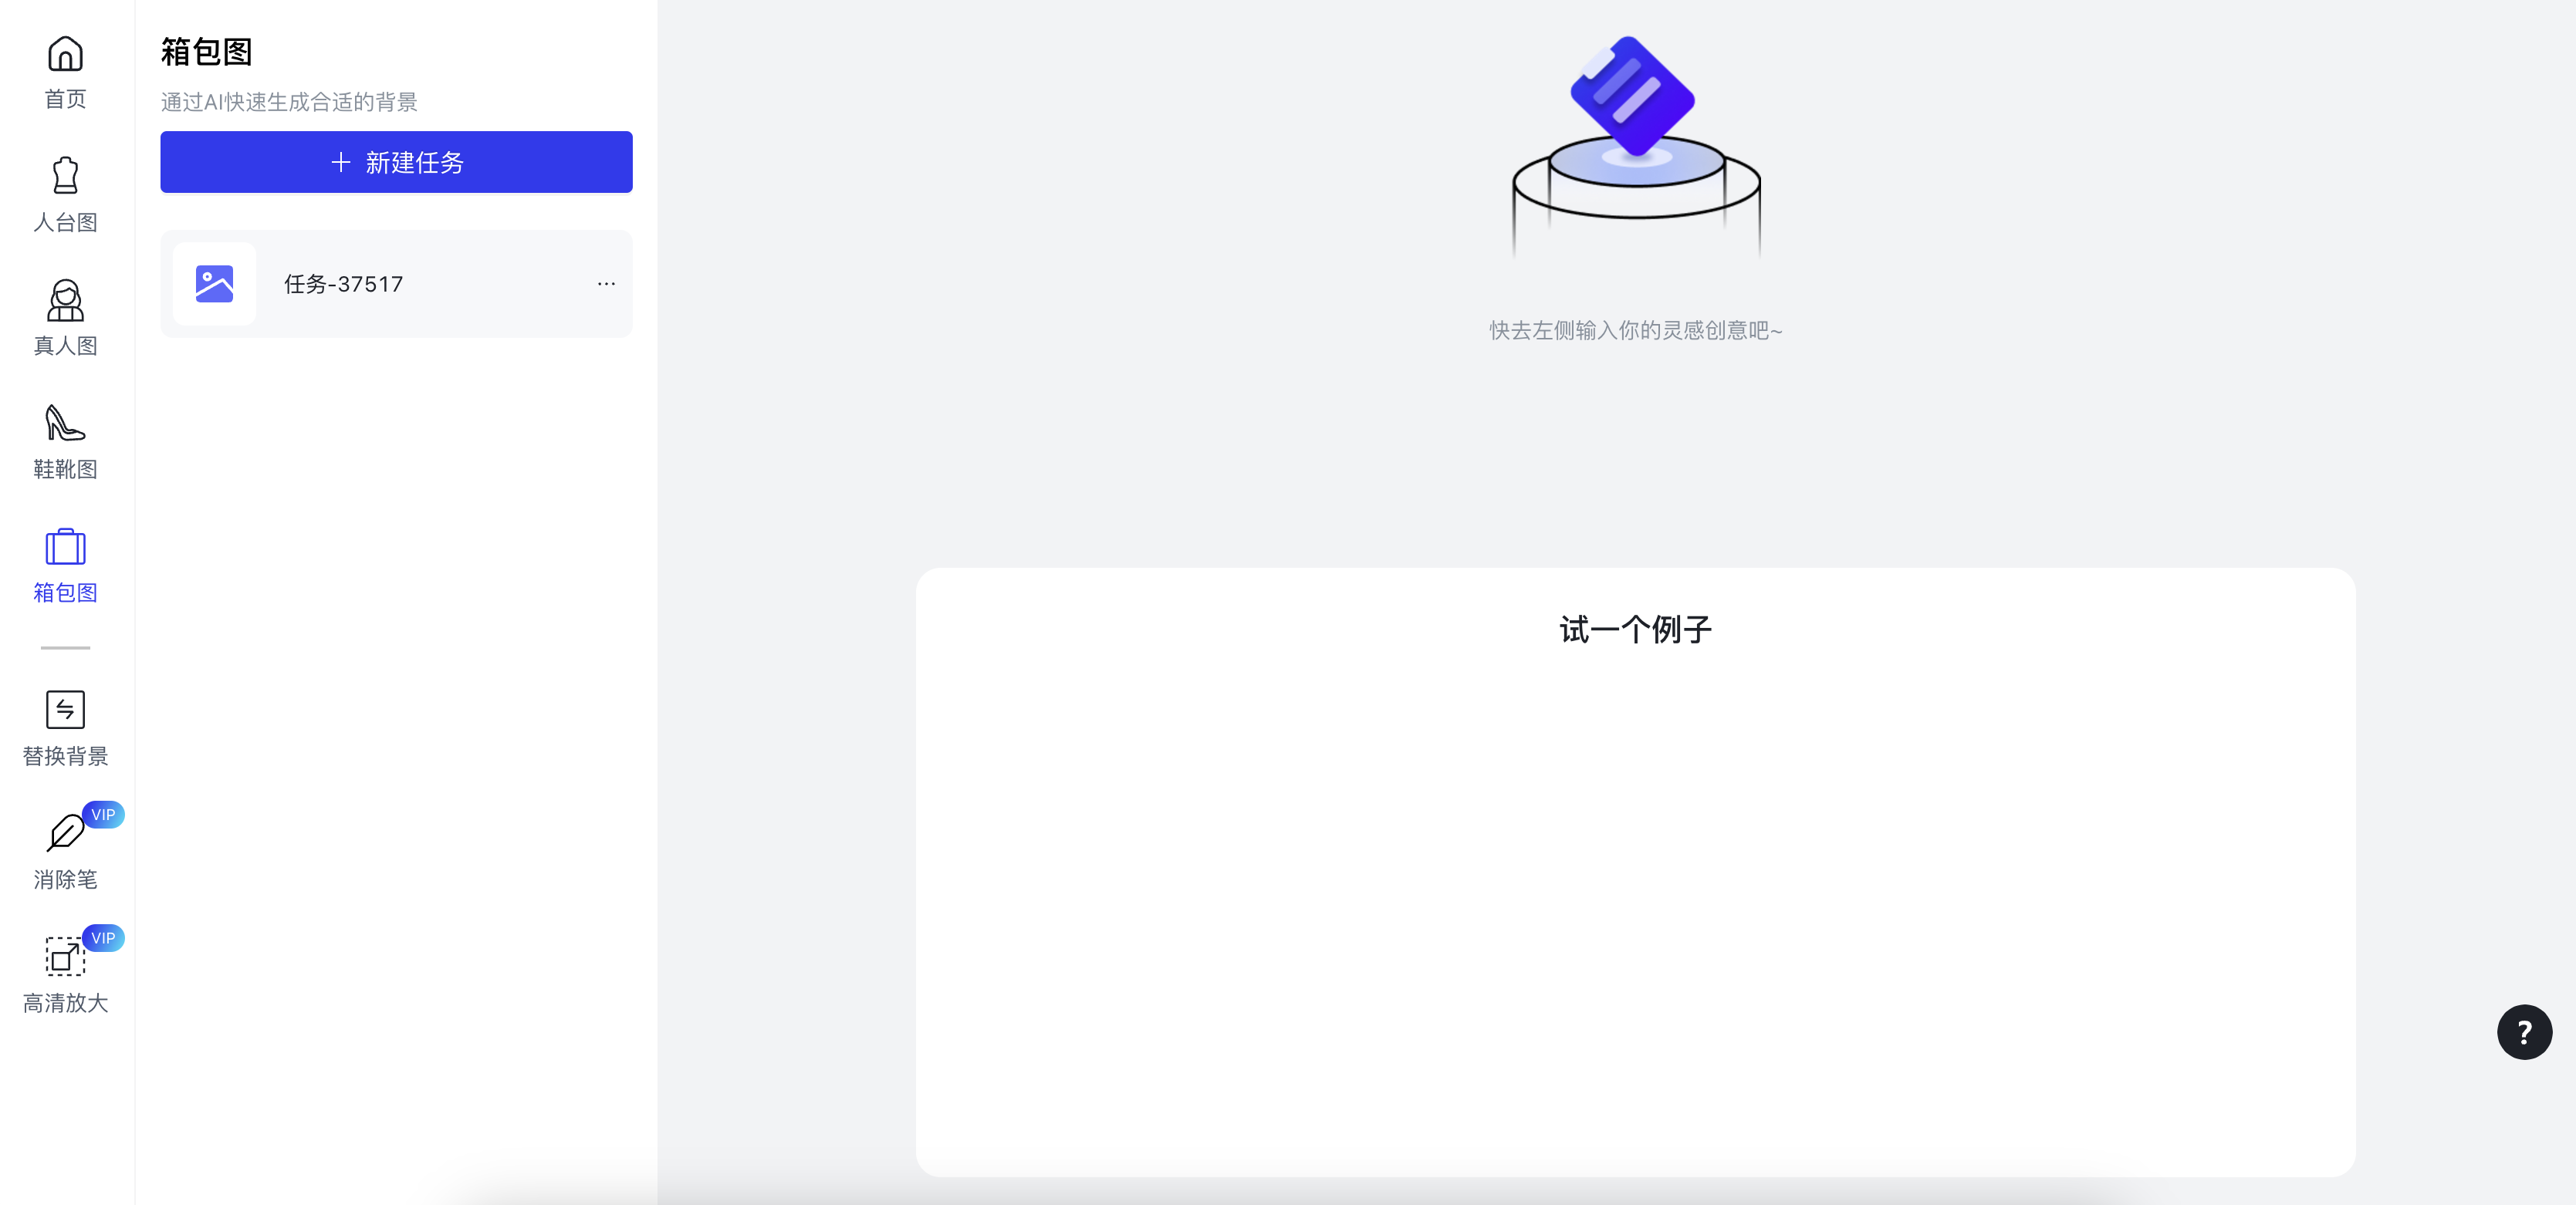 首页
人台图
真人图
鞋靴图
箱包图
替换背景
VIP
消除笔
VIP
高清放大
箱包图
通过AI快速生成合适的背景
+ 新建任务
任务-37517
...
快去左侧输入你的灵感创意吧~
试一个例子
?